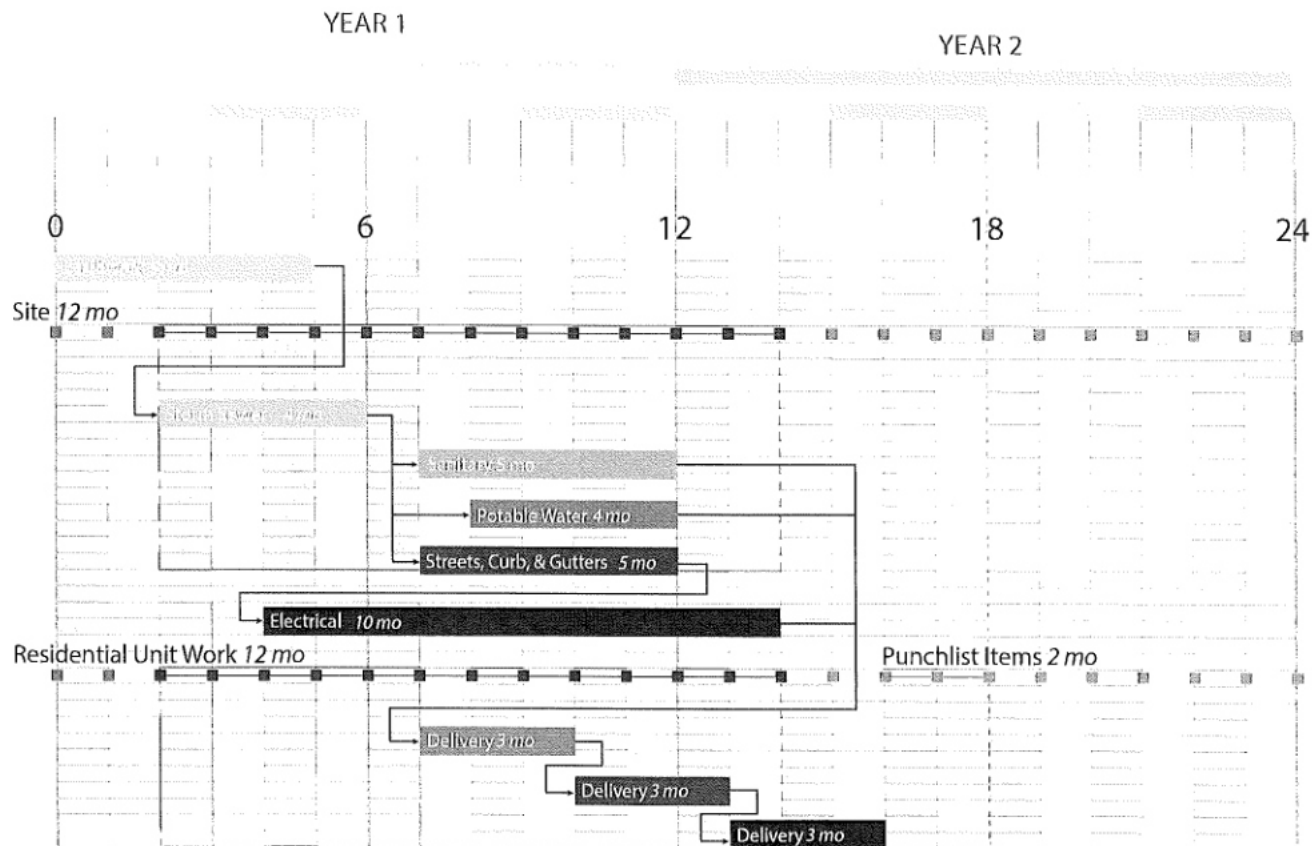 YEAR 1
YEAR 2
0 6 12 18 24
Site 12 mo
Sanitary 5 mo
Potable Water 4 mo
Streets, Curb, & Gutters 5 mo
Electrical 10 mo
Residential Unit Work 12 mo
Punchlist Items 2 mo
Delivery 3 mo
Delivery 3 mo
Delivery 3 mo